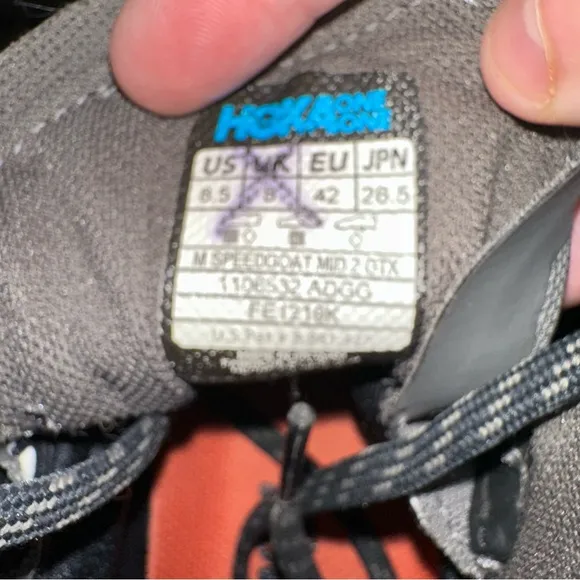 HOKA ONE ONE
US UK EU JPN
8.5 8 42 26.5
M SPEEDGOAT MID 2 GTX
1106532 ADGG
FE1219K